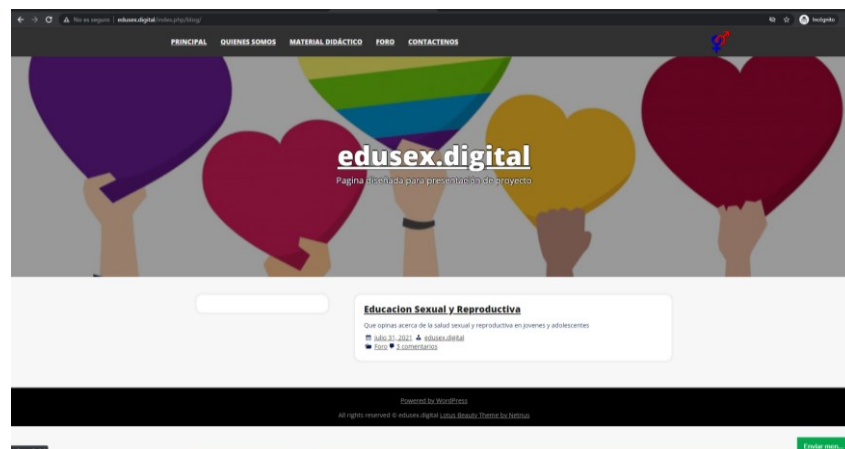 No es seguro | edusex.digital/index.php/blog/
Incógnito
PRINCIPAL QUIENES SOMOS MATERIAL DIDÁCTICO FORO CONTACTENOS
edusex.digital
Pagina diseñada para presentación de proyecto
Educacion Sexual y Reproductiva
Que opinas acerca de la salud sexual y reproductiva en jovenes y adolescentes
julio 31, 2021 edusex.digital
Foro 3 comentarios
Powered by WordPress
All rights reserved © edusex.digital Lotus Beauty Theme by Netnus
Enviar men...